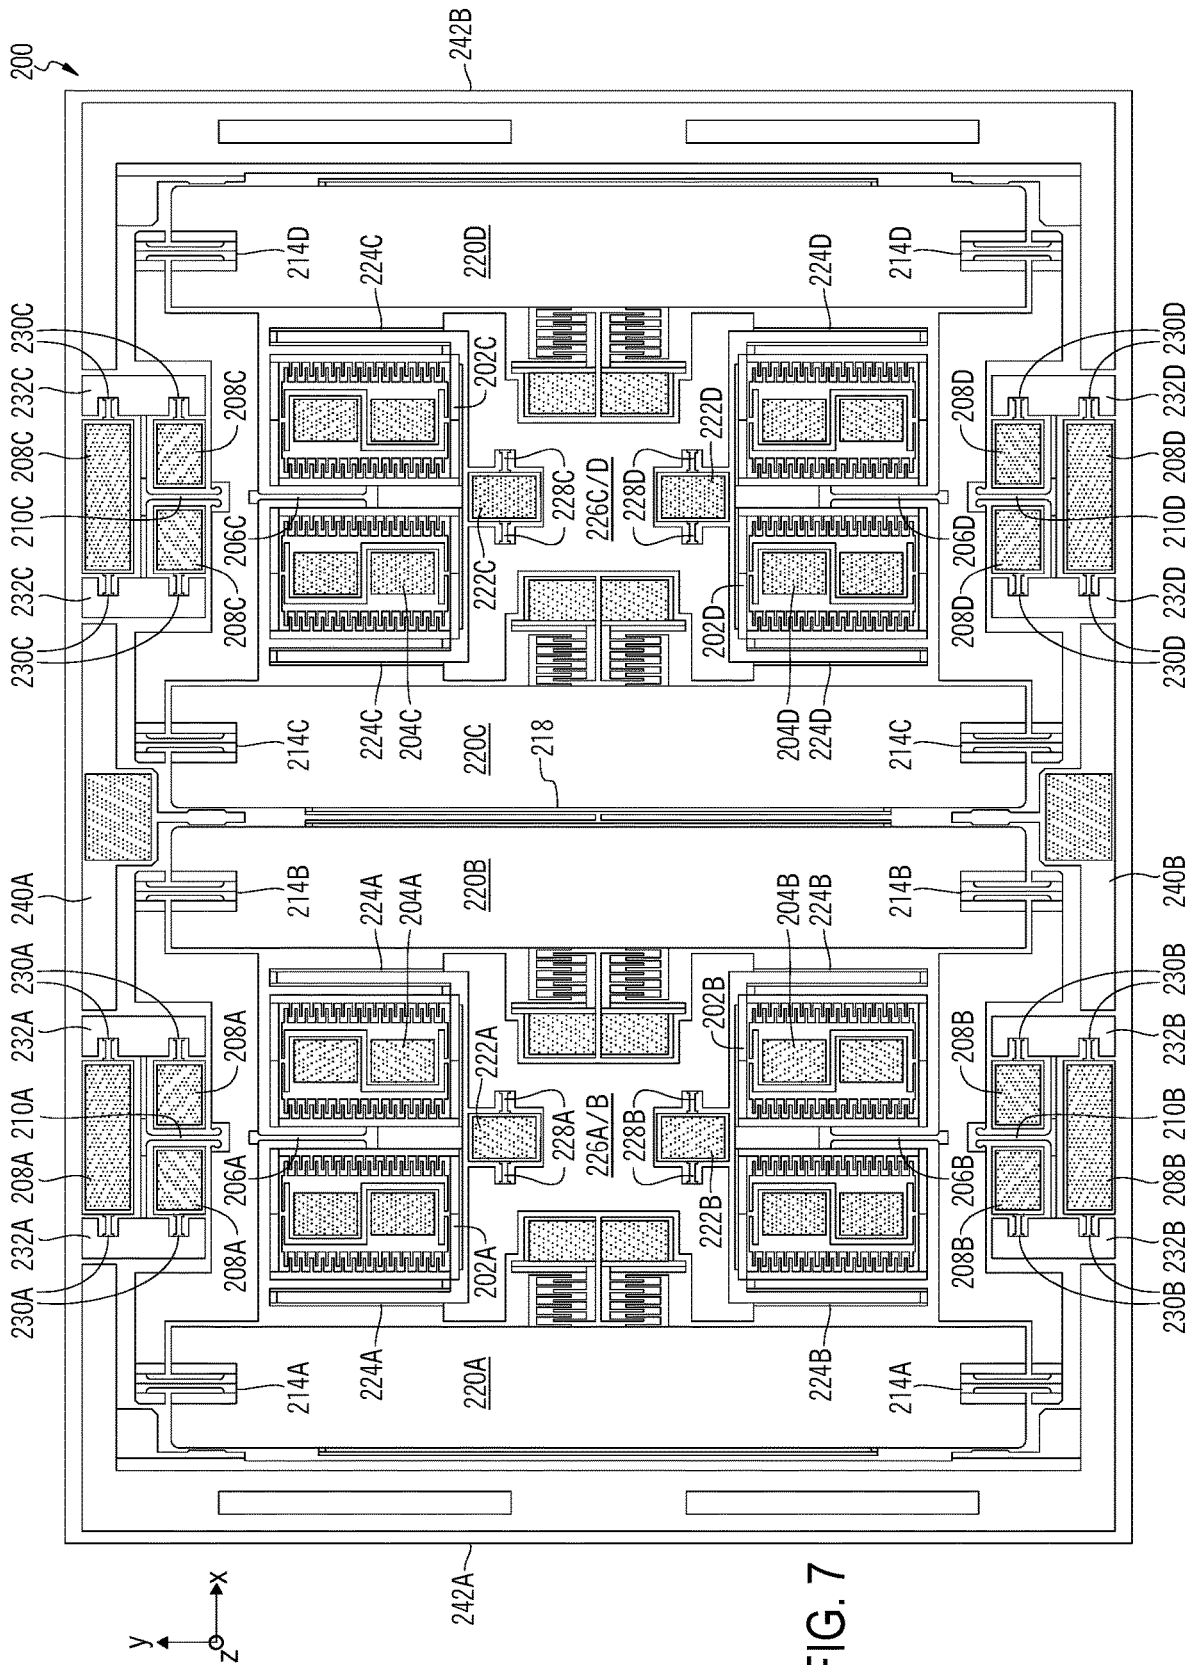 200
230A
232A
208A
210A
232A
230A
240A
230C
232C
210C
208C
232C
230C
y
x
z
208A
208A
208C
208C
206A
206C
214A
214B
214C
214D
224A
224A
224C
224C
204A
204C
242A
202A
202C
242B
220A
220B
220C
220D
222A
222C
218
228A
228C
226A/B
226C/D
228B
228D
222B
222D
202B
202D
204B
204D
224B
224B
224D
224D
214A
214B
214C
214D
206B
206D
208B
208B
208D
208D
230B
232B
208B
210B
232B
230B
240B
230D
232D
210D
208D
232D
230D
FIG. 7